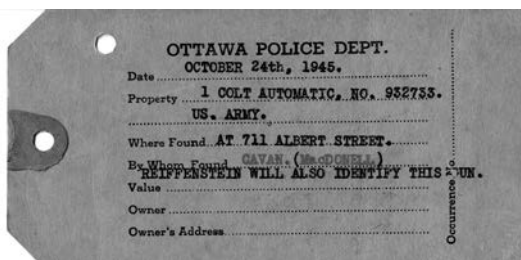 OTTAWA POLICE DEPT.
Date OCTOBER 24th, 1945.
Property 1 COLT AUTOMATIC, NO. 932733.
US. ARMY.
Where Found AT 711 ALBERT STREET.
By Whom Found CAVAN. (MacDONELL)
REIFFENSTEIN WILL ALSO IDENTIFY THIS GUN.
Value
Owner
Owner's Address
Occurrence No.